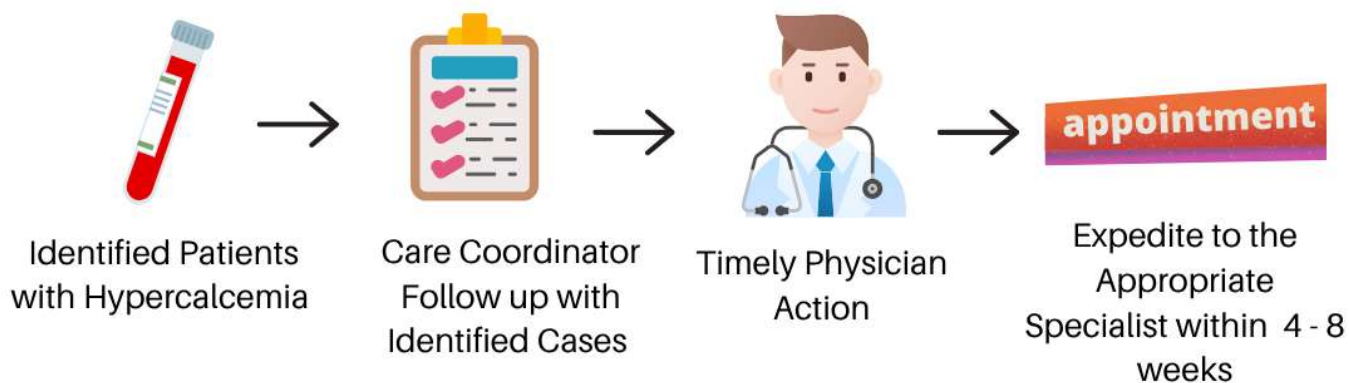 appointment
Identified Patients
with Hypercalcemia
Care Coordinator
Follow up with
Identified Cases
Timely Physician
Action
Expedite to the
Appropriate
Specialist within 4 - 8
weeks